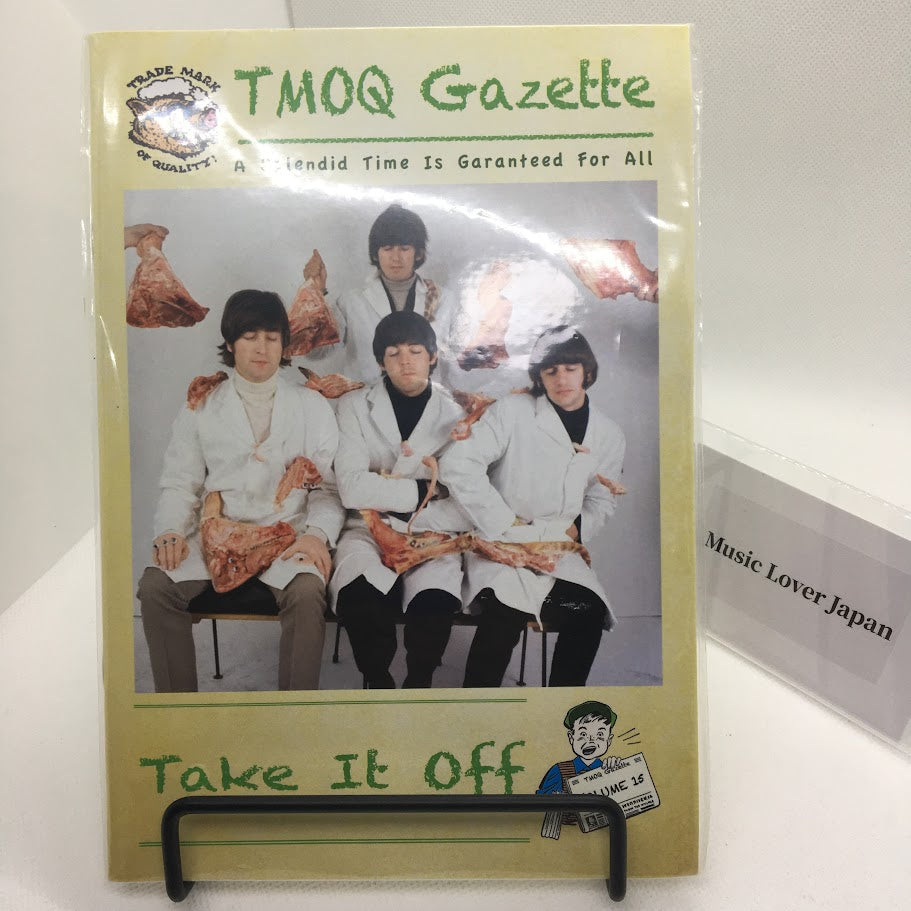 TRADE MARK
OF QUALITY!
TMOQ Gazette
A Splendid Time Is Garanteed For All
Music Lover Japan
Take It Off
TMOQ Gazette
VOLUME 15